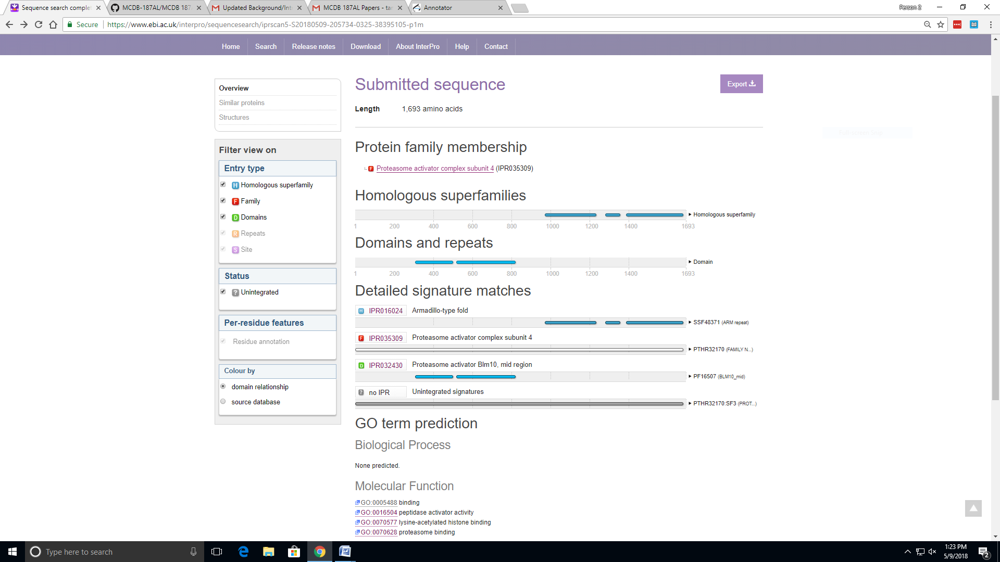 Sequence search complet
MCDB-187AL/MCDB 187A
Updated Background/Int
MCDB 187AL Papers - tar
Annotator
Person 2
Secure
https://www.ebi.ac.uk/interpro/sequencesearch/iprscan5-S20180509-205734-0325-38395105-p1m
Home Search Release notes Download About InterPro Help Contact
Overview
Similar proteins
Structures
Filter view on
Entry type
H Homologous superfamily
F Family
D Domains
R Repeats
S Site
Status
? Unintegrated
Per-residue features
Residue annotation
Colour by
domain relationship
source database
Submitted sequence
Export
Length 1,693 amino acids
Protein family membership
F Proteasome activator complex subunit 4 (IPR035309)
Homologous superfamilies
Homologous superfamily
1 200 400 600 800 1000 1200 1400 1693
Domains and repeats
Domain
1 200 400 600 800 1000 1200 1400 1693
Detailed signature matches
H IPR016024 Armadillo-type fold
SSF48371 (ARM repeat)
F IPR035309 Proteasome activator complex subunit 4
PTHR32170 (FAMILY N...)
D IPR032430 Proteasome activator Blm10, mid region
PF16507 (BLM10_mid)
? no IPR Unintegrated signatures
PTHR32170:SF3 (PROT...)
GO term prediction
Biological Process
None predicted.
Molecular Function
GO:0005488 binding
GO:0016504 peptidase activator activity
GO:0070577 lysine-acetylated histone binding
GO:0070628 proteasome binding
Type here to search
1:23 PM
5/9/2018
2